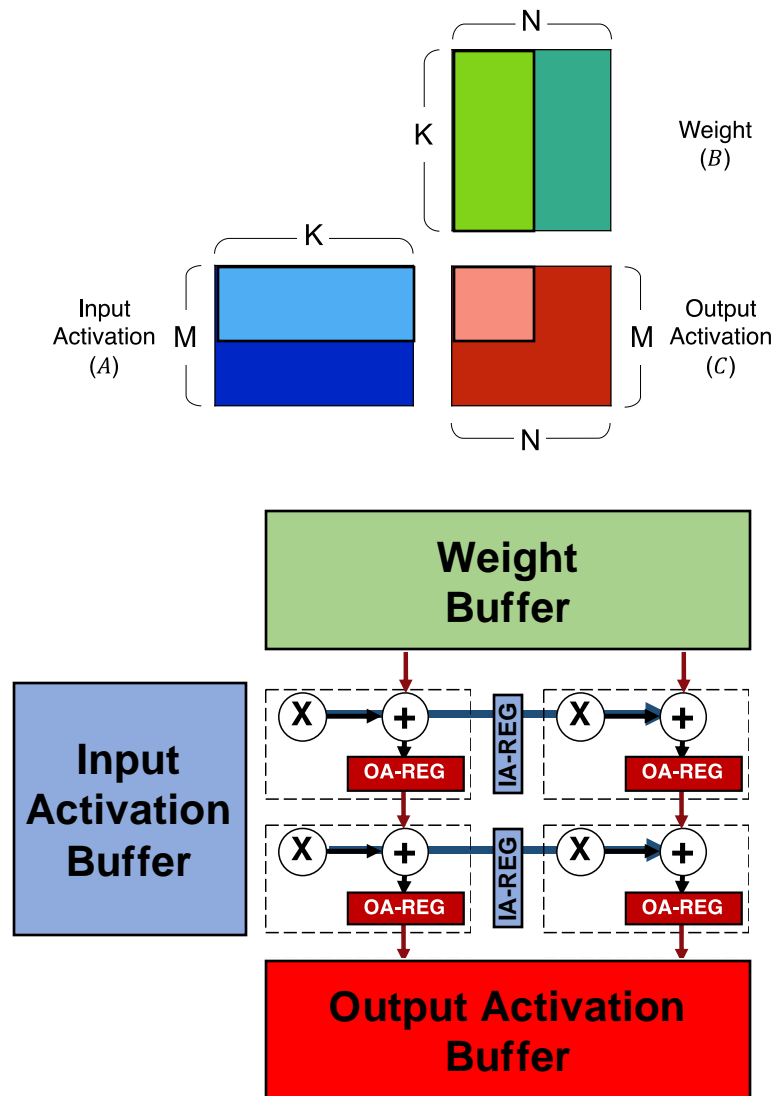 N
K
Weight
(B)
K
Input
Activation
(A)
M
M
Output
Activation
(C)
N
Weight
Buffer
Input
Activation
Buffer
X
+
IA-REG
X
+
OA-REG
OA-REG
X
+
IA-REG
X
+
OA-REG
OA-REG
Output Activation
Buffer